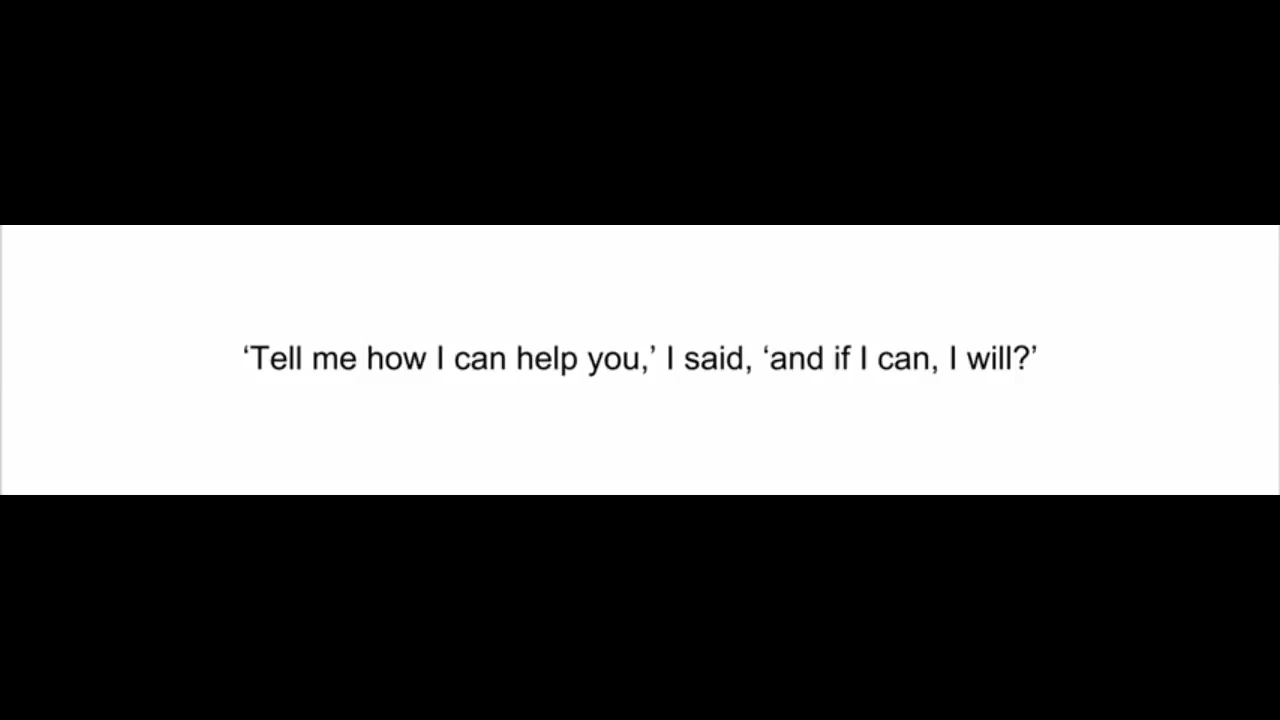 ‘Tell me how I can help you,’ I said, ‘and if I can, I will?’